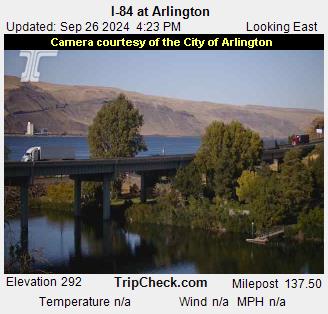 I-84 at Arlington
Updated: Sep 26 2024 4:23 PM Looking East
Camera courtesy of the City of Arlington
Elevation 292 TripCheck.com Milepost 137.50
Temperature n/a Wind n/a MPH n/a